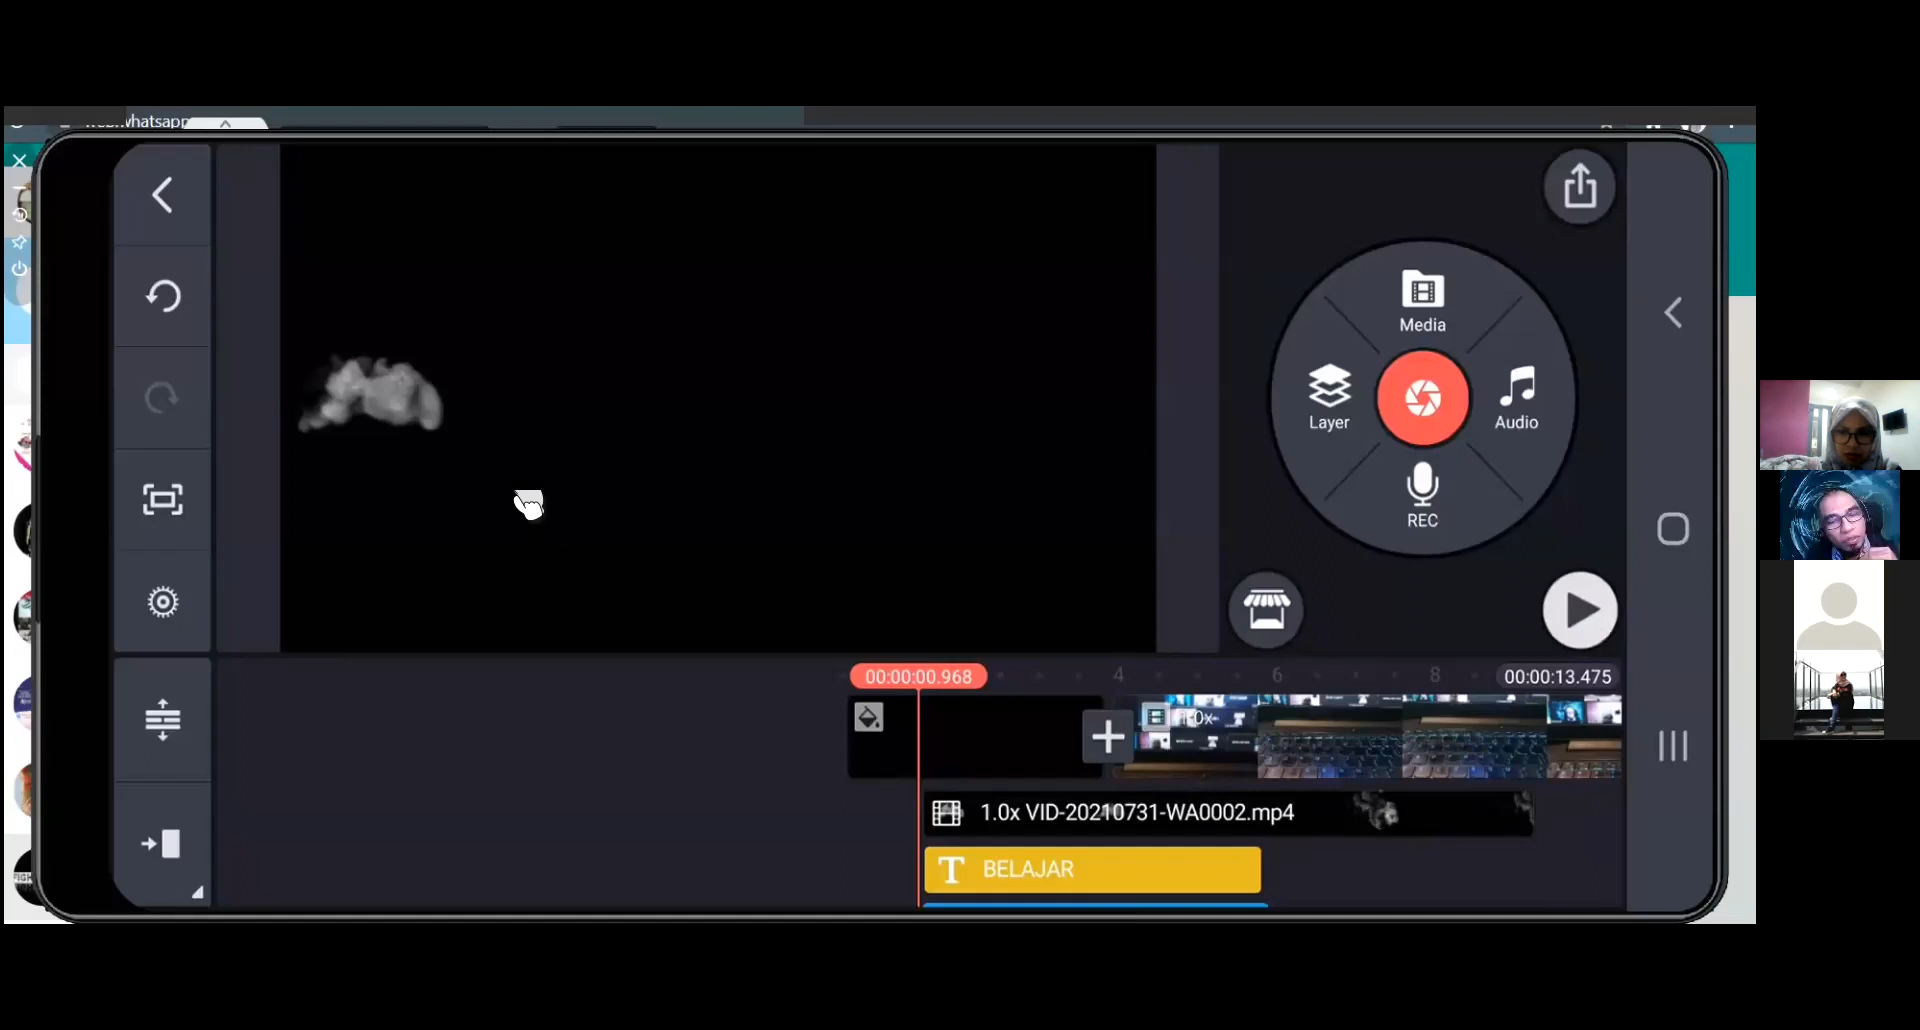 whatsapp
Media
Layer
Audio
REC
00:00:00.968
4
6
8
00:00:13.475
1.0x VID-20210731-WA0002.mp4
BELAJAR